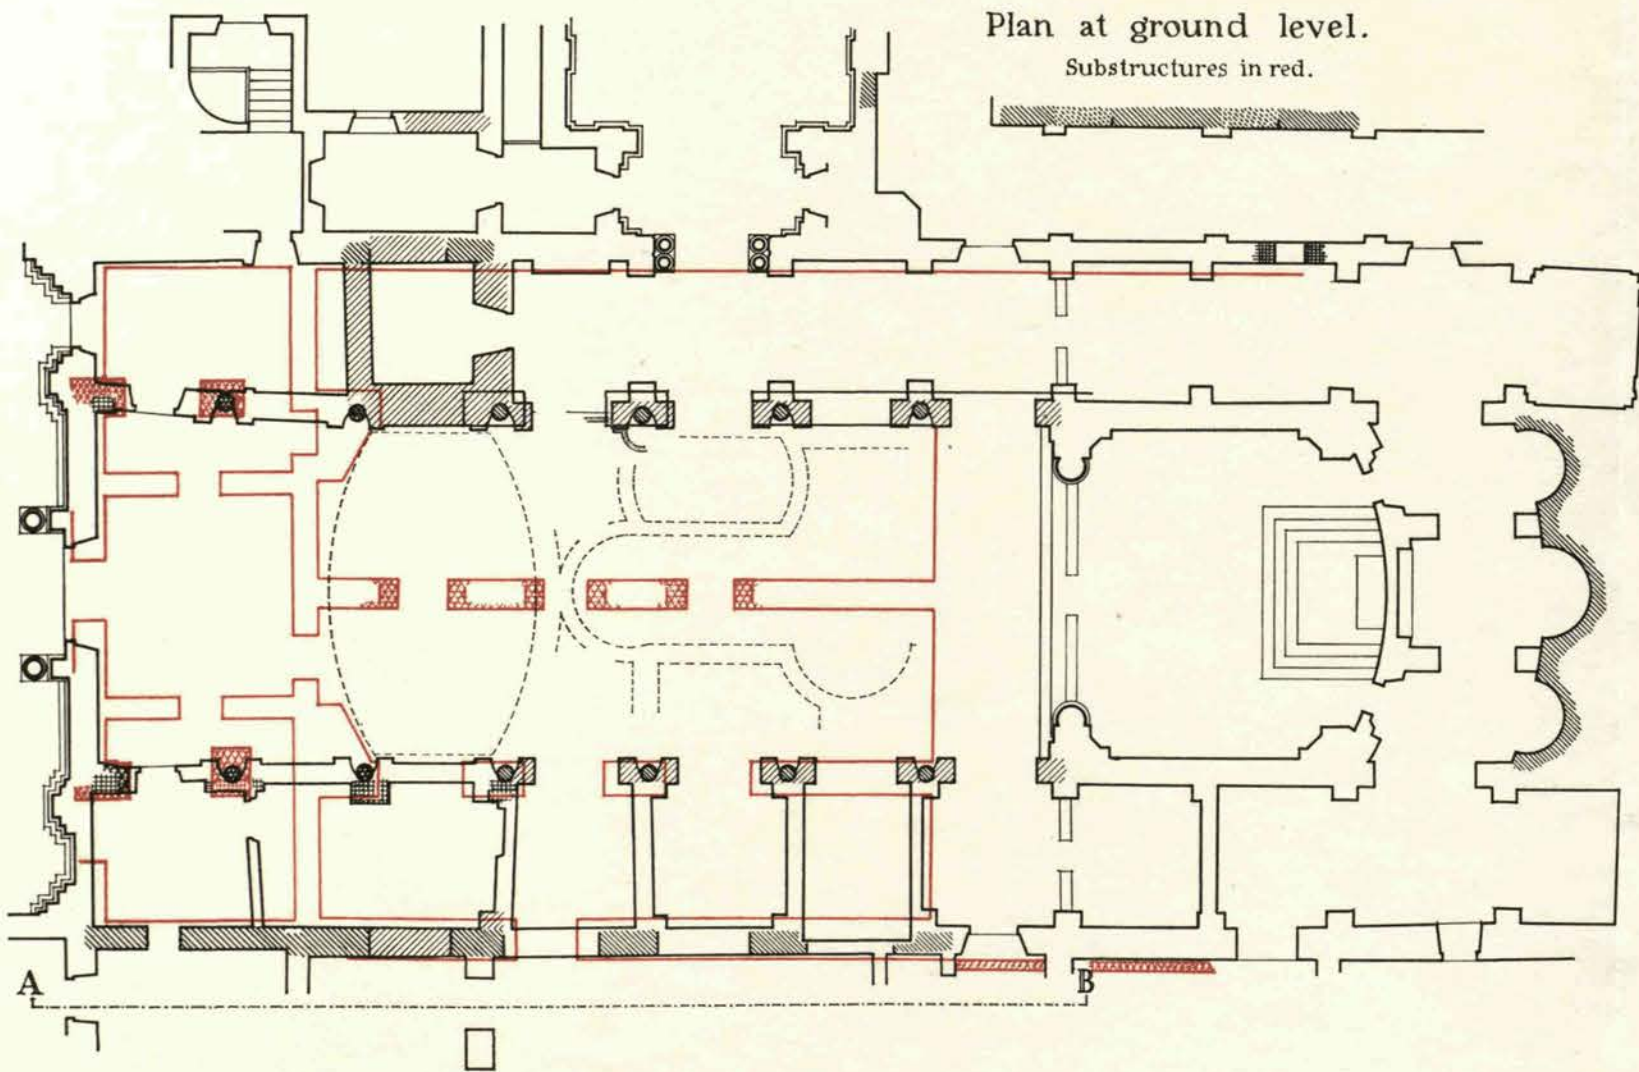 Plan at ground level.
Substructures in red.
A
B